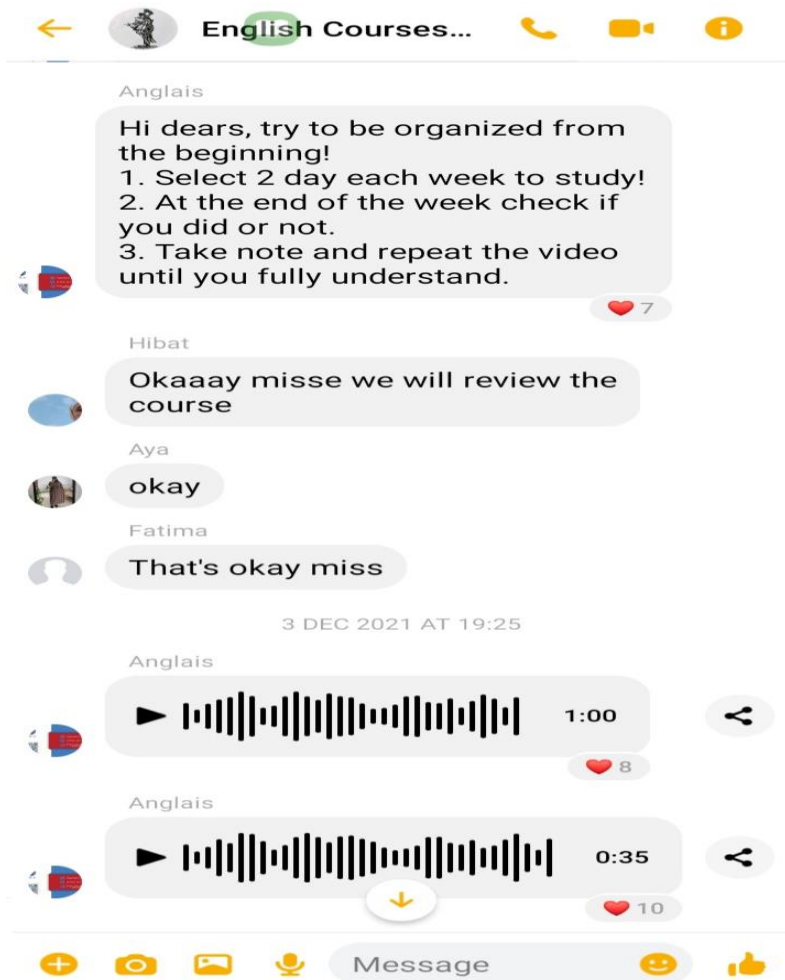 English Courses...
Anglais
Hi dears, try to be organized from
the beginning!
1. Select 2 day each week to study!
2. At the end of the week check if
you did or not.
3. Take note and repeat the video
until you fully understand.
7
Hibat
Okaaay misse we will review the
course
Aya
okay
Fatima
That's okay miss
3 DEC 2021 AT 19:25
Anglais
1:00
8
Anglais
0:35
10
Message